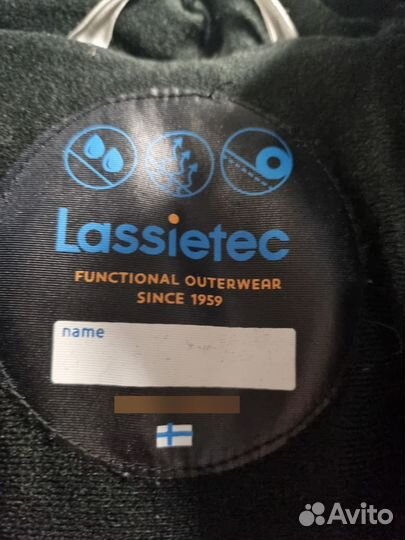 Lassietec
FUNCTIONAL OUTERWEAR
SINCE 1959
name
Avito